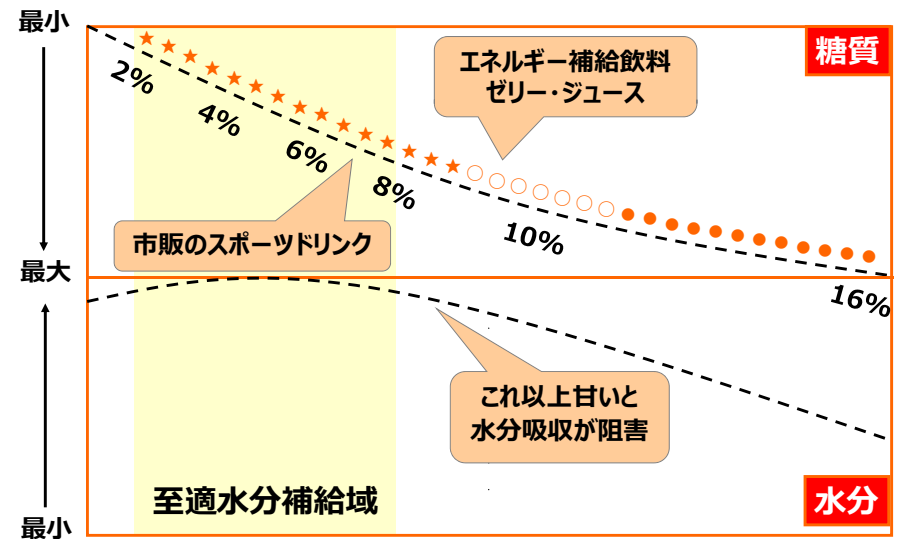 最小
糖質
エネルギー補給飲料
ゼリー・ジュース
2%
4%
6%
8%
市販のスポーツドリンク
10%
最大
16%
これ以上甘いと
水分吸収が阻害
至適水分補給域
水分
最小